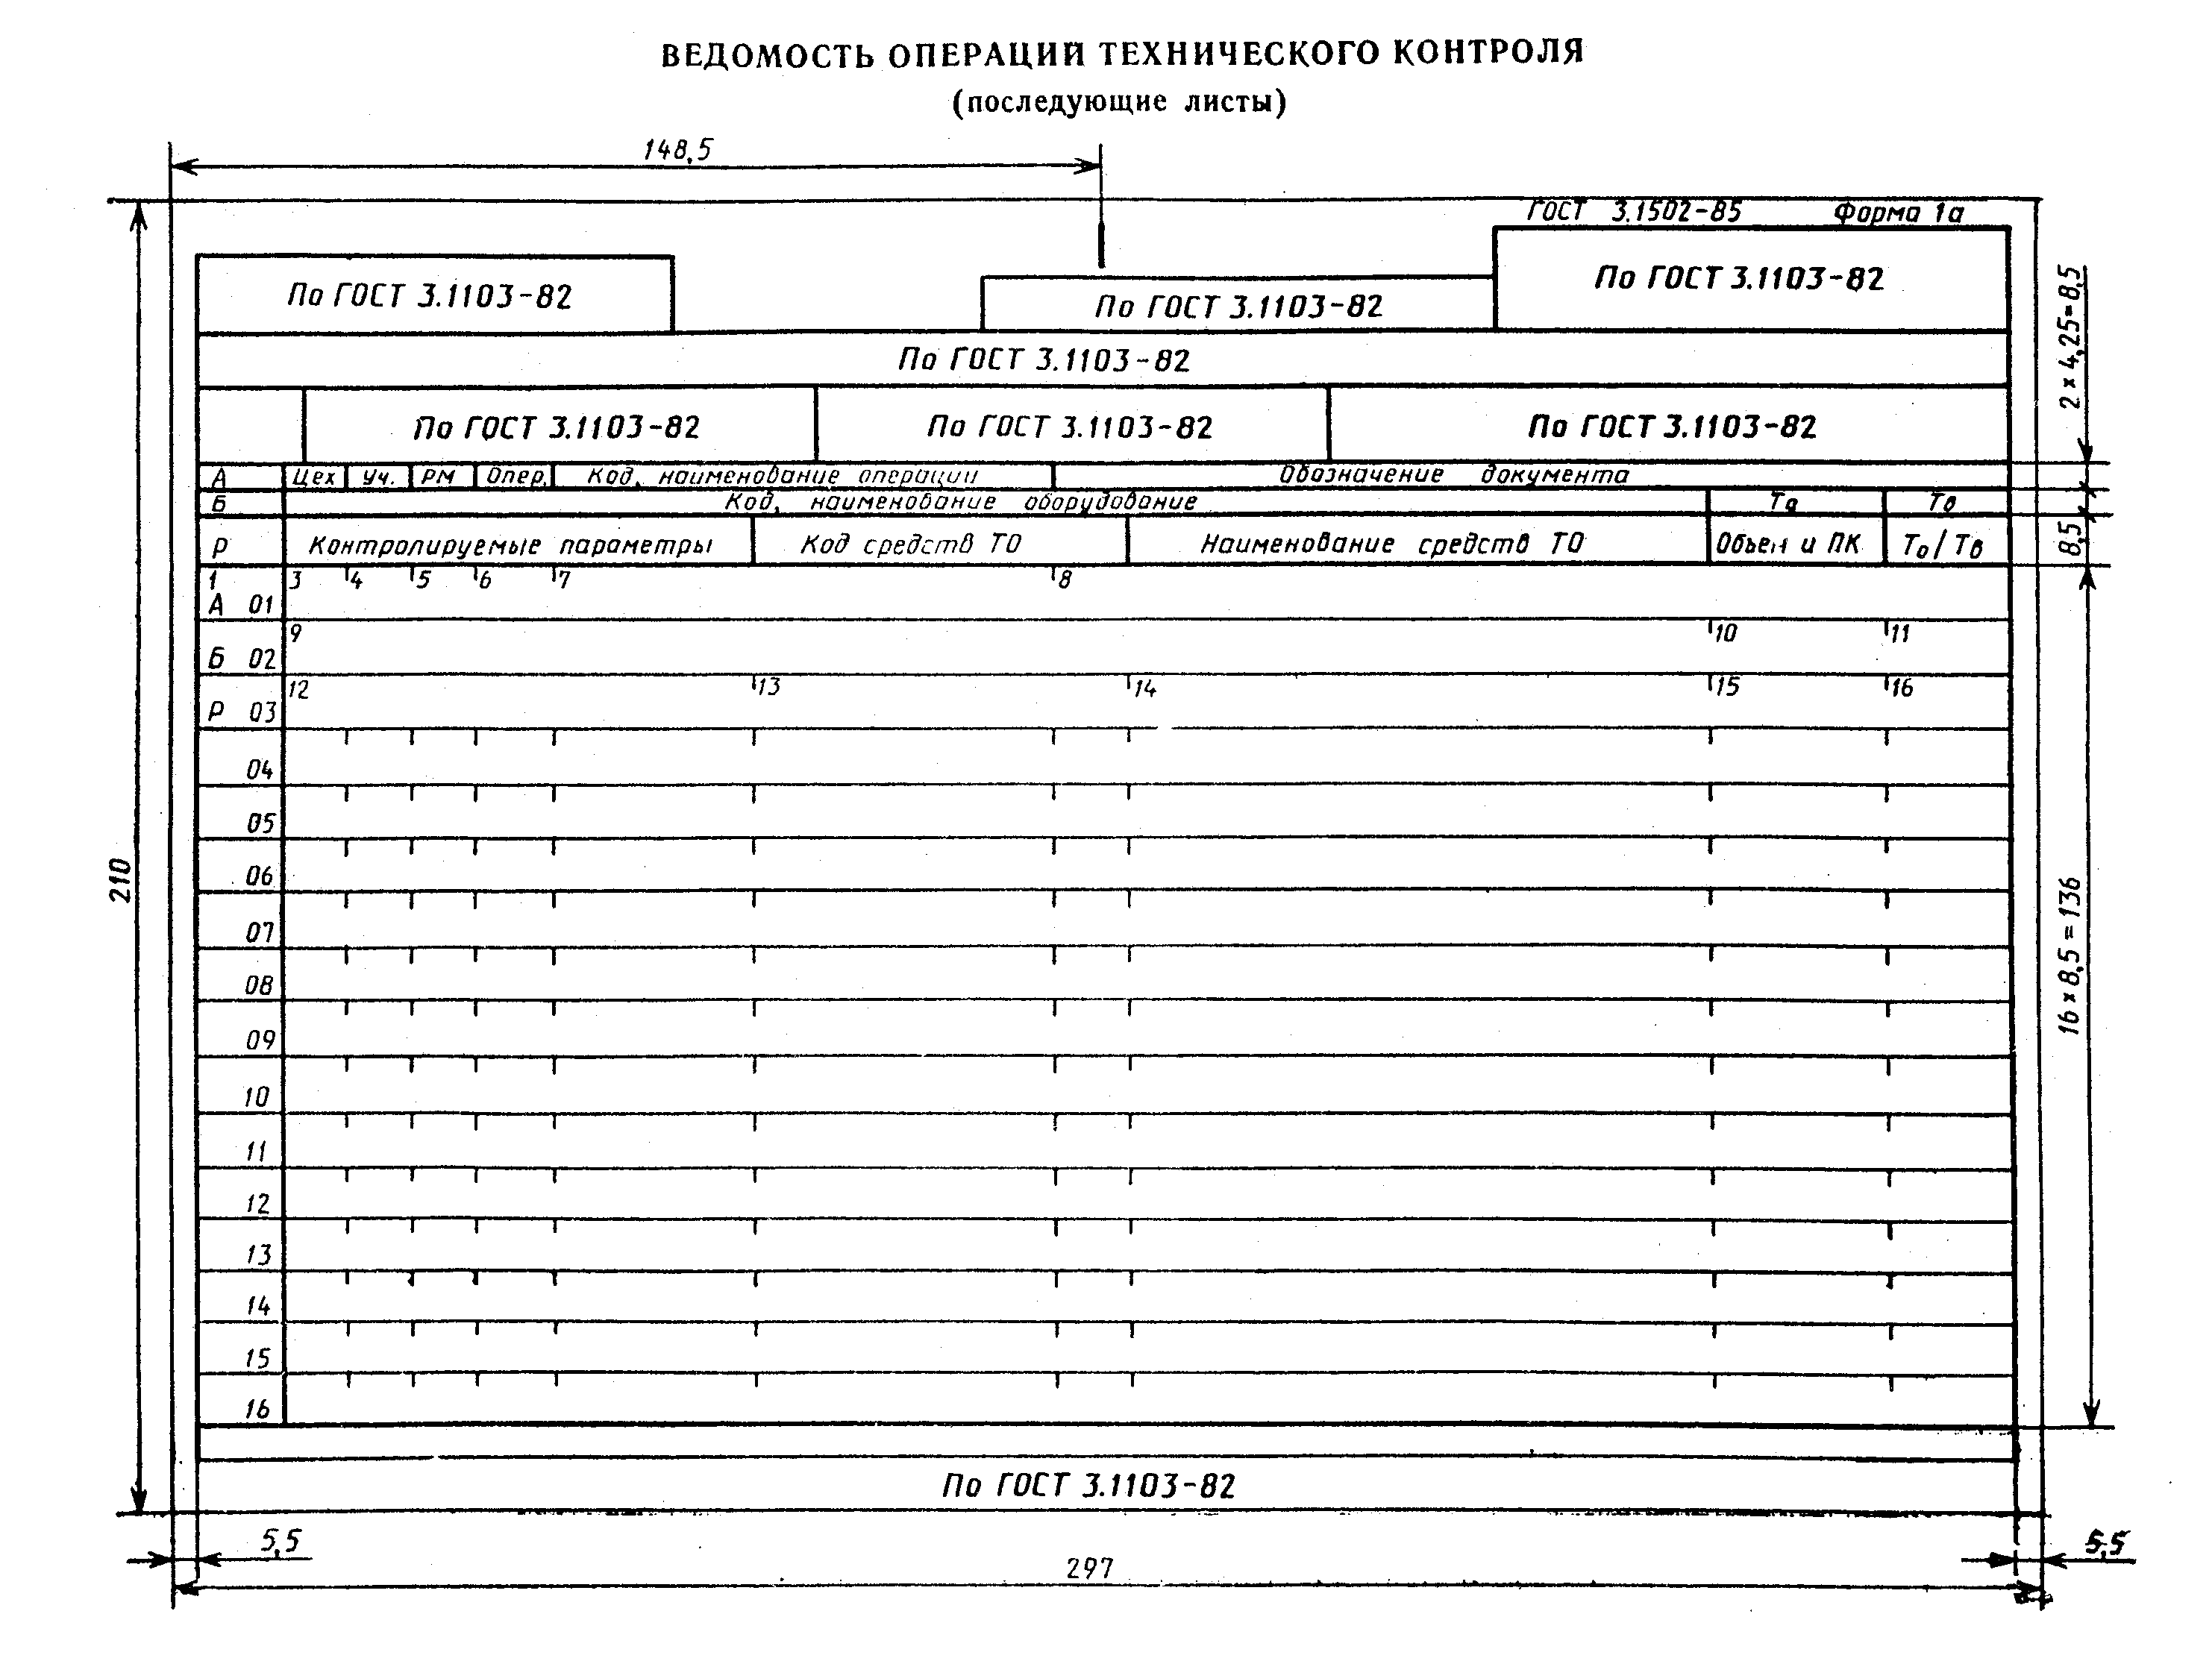 ВЕДОМОСТЬ ОПЕРАЦИЙ ТЕХНИЧЕСКОГО КОНТРОЛЯ
(последующие листы)
148,5
ГОСТ 3.1502-85 Форма 1а
По ГОСТ 3.1103-82 По ГОСТ 3.1103-82 По ГОСТ 3.1103-82
По ГОСТ 3.1103-82
По ГОСТ 3.1103-82 По ГОСТ 3.1103-82 По ГОСТ 3.1103-82
2 × 4,25=8,5
А Цех Уч. РМ Опер. Код, наименование операции Обозначение документа
Б Код, наименование оборудование То Тв
Р Контролируемые параметры Код средств ТО Наименование средств ТО Объем и ПК То/Тв
8,5
1 3 4 5 6 7 8
А 01
9 10 11
Б 02
12 13 14 15 16
Р 03
04
05
06
07
08
09
10
11
12
13
14
15
16
210
16 × 8,5 = 136
По ГОСТ 3.1103-82
5,5 5,5
297